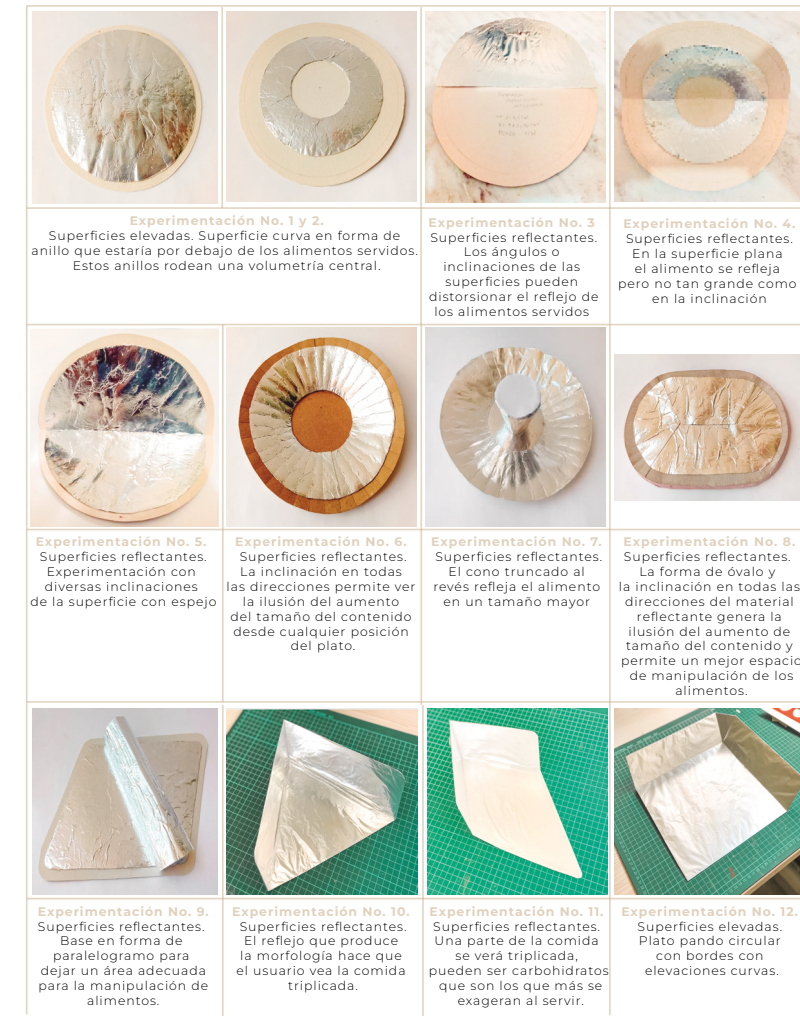 Experimentación No. 1 y 2.
Superficies elevadas. Superficie curva en forma de
anillo que estaría por debajo de los alimentos servidos.
Estos anillos rodean una volumetría central.
Experimentación No. 3
Superficies reflectantes.
Los ángulos o
inclinaciones de las
superficies pueden
distorsionar el reflejo de
los alimentos servidos
Experimentación No. 4.
Superficies reflectantes.
En la superficie plana
el alimento se refleja
pero no tan grande como
en la inclinación
Experimentación No. 5.
Superficies reflectantes.
Experimentación con
diversas inclinaciones
de la superficie con espejo
Experimentación No. 6.
Superficies reflectantes.
La inclinación en todas
las direcciones permite ver
la ilusión del aumento
del tamaño del contenido
desde cualquier posición
del plato.
Experimentación No. 7.
Superficies reflectantes.
El cono truncado al
revés refleja el alimento
en un tamaño mayor
Experimentación No. 8.
Superficies reflectantes.
La forma de óvalo y
la inclinación en todas las
direcciones del material
reflectante genera la
ilusión del aumento de
tamaño del contenido y
permite un mejor espacio
de manipulación de los
alimentos.
Experimentación No. 9.
Superficies reflectantes.
Base en forma de
paralelogramo para
dejar un área adecuada
para la manipulación de
alimentos.
Experimentación No. 10.
Superficies reflectantes.
El reflejo que produce
la morfología hace que
el usuario vea la comida
triplicada.
Experimentación No. 11.
Superficies reflectantes.
Una parte de la comida
se verá triplicada,
pueden ser carbohidratos
que son los que más se
exageran al servir.
Experimentación No. 12.
Superficies elevadas.
Plato pando circular
con bordes con
elevaciones curvas.